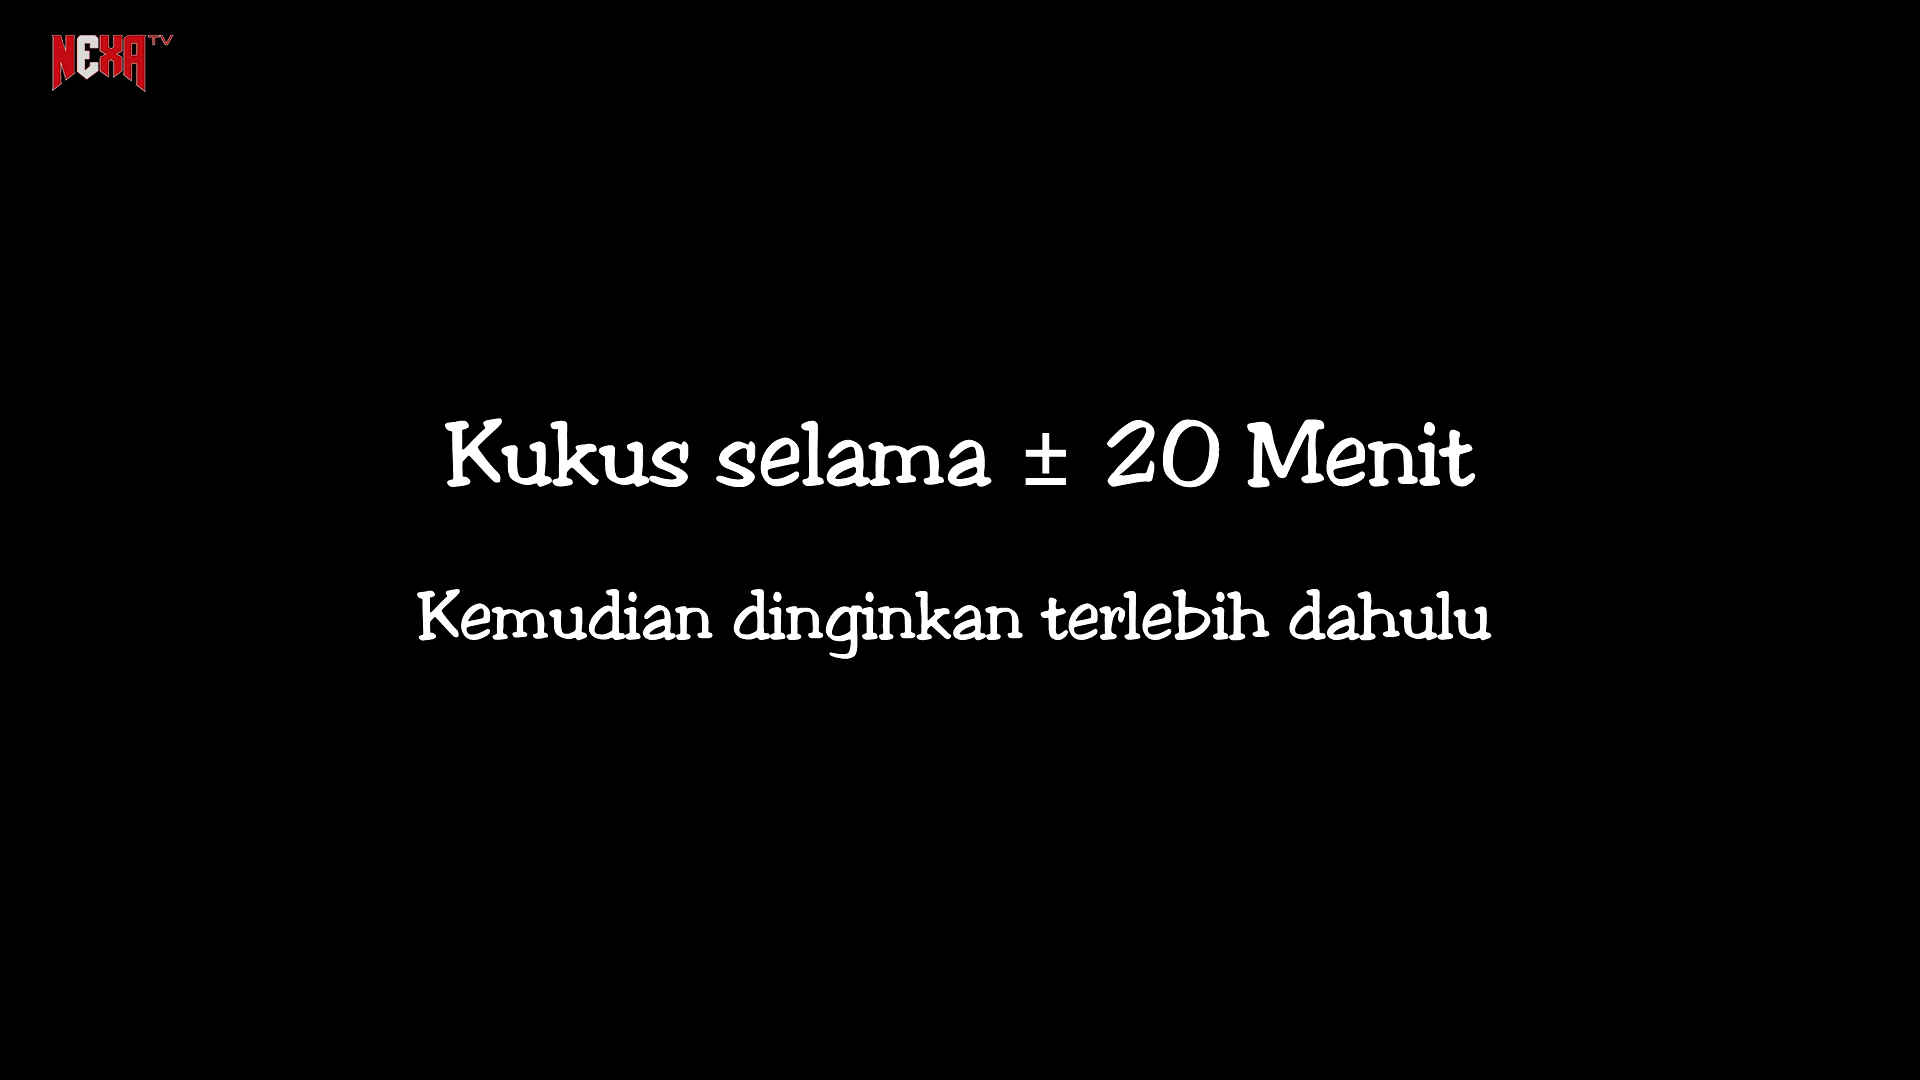 NEXA TV
Kukus selama ± 20 Menit
Kemudian dinginkan terlebih dahulu